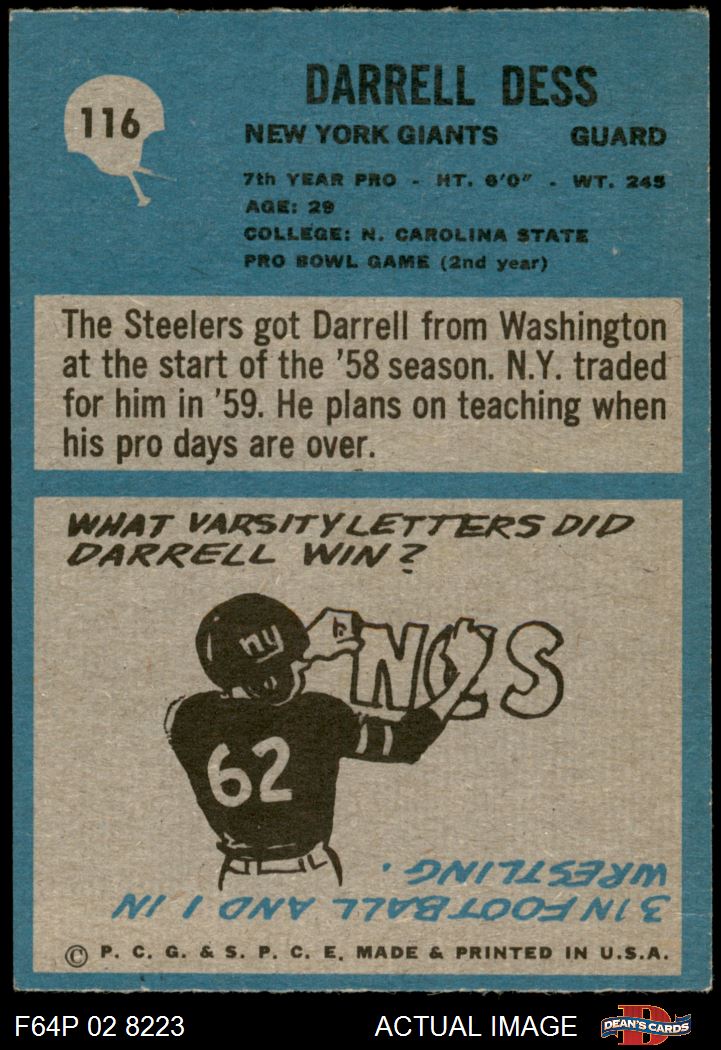 116
DARRELL DESS
NEW YORK GIANTS GUARD
7th YEAR PRO - HT. 6'0" - WT. 245
AGE: 29
COLLEGE: N. CAROLINA STATE
PRO BOWL GAME (2nd year)
The Steelers got Darrell from Washington
at the start of the '58 season. N.Y. traded
for him in '59. He plans on teaching when
his pro days are over.
WHAT VARSITY LETTERS DID
DARRELL WIN?
ny
NCS
62
3 IN FOOTBALL AND 1 IN
WRESTLING.
© P. C. G. & S. P. C. E. MADE & PRINTED IN U.S.A.
F64P 02 8223 ACTUAL IMAGE
D
DEAN'S CARDS